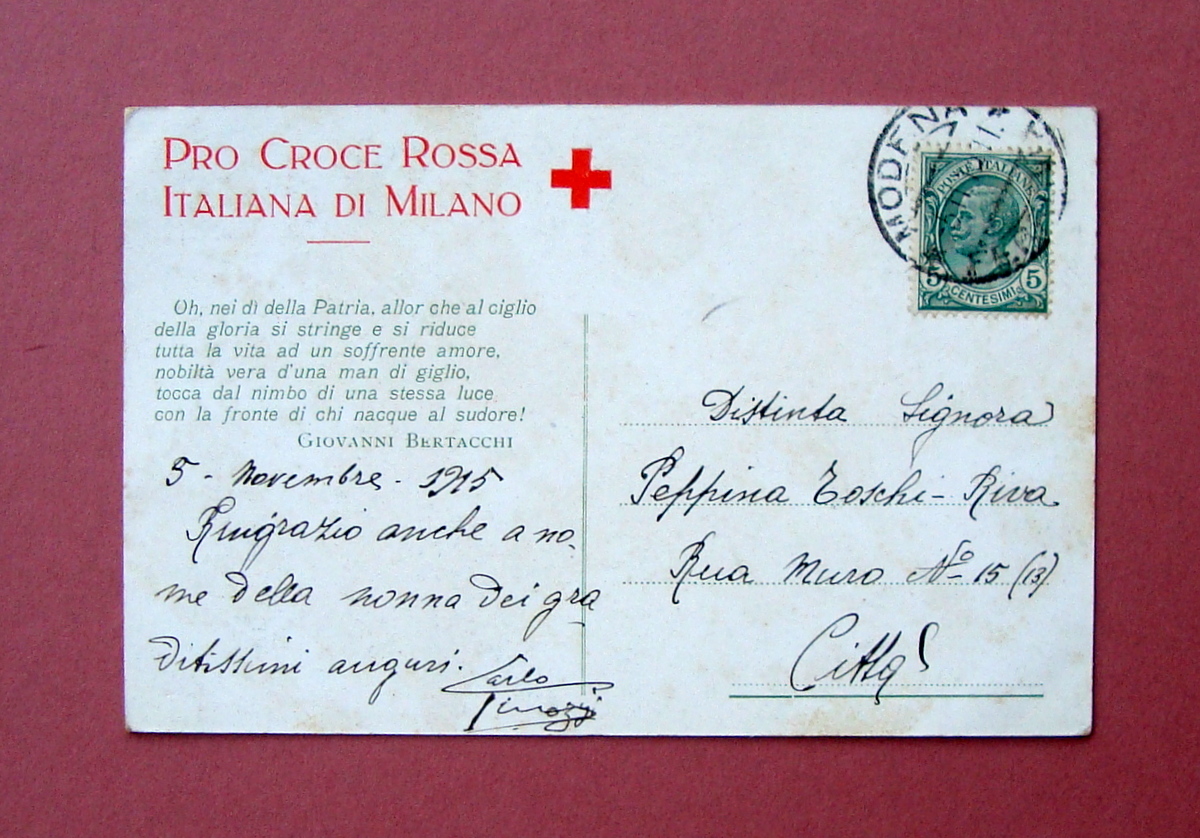 PRO CROCE ROSSA
ITALIANA DI MILANO
Oh, nei dì della Patria, allor che al ciglio
della gloria si stringe e si riduce
tutta la vita ad un soffrente amore,
nobiltà vera d'una man di giglio,
tocca dal nimbo di una stessa luce
con la fronte di chi nacque al sudore!
GIOVANNI BERTACCHI
5 - Novembre - 1915
Ringrazio anche a no-
me della nonna dei gra
ditissimi auguri.
Carlo
MODENA
POSTE ITALIANE
5 CENTESIMI 5
Distinta Signora
Peppina Toschi - Riva
Rua Muro Nº 15 (13)
Città